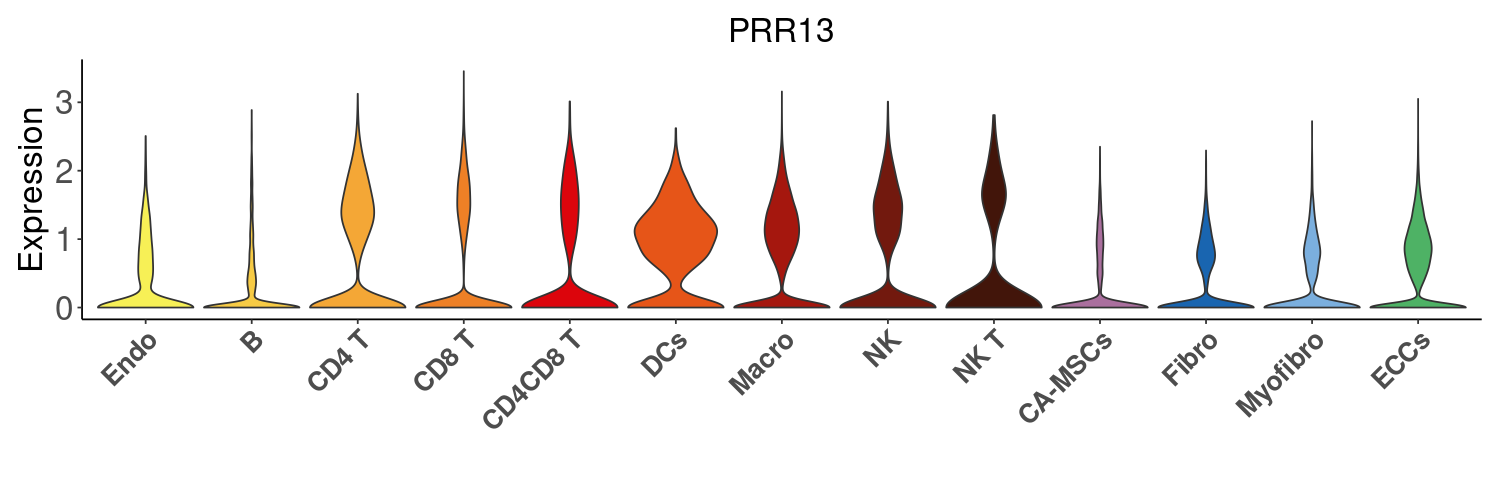 PRR13
Expression
3
2
1
0
Endo
B
CD4 T
CD8 T
CD4CD8 T
DCs
Macro
NK
NK T
CA-MSCs
Fibro
Myofibro
ECCs